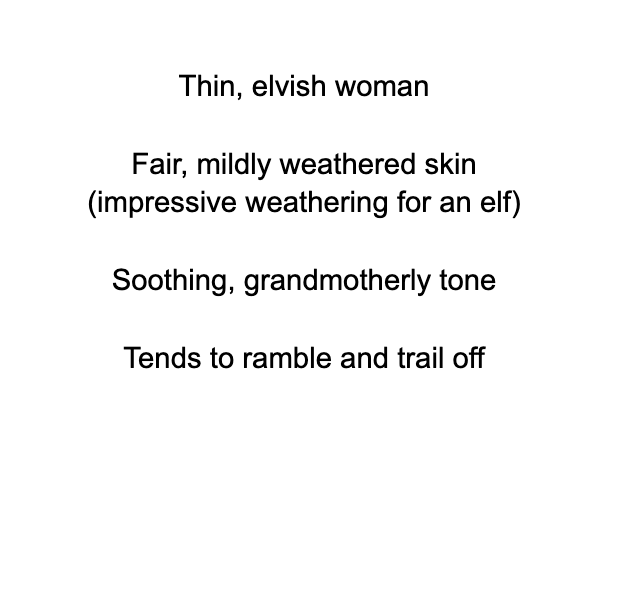 Thin, elvish woman
Fair, mildly weathered skin
(impressive weathering for an elf)
Soothing, grandmotherly tone
Tends to ramble and trail off